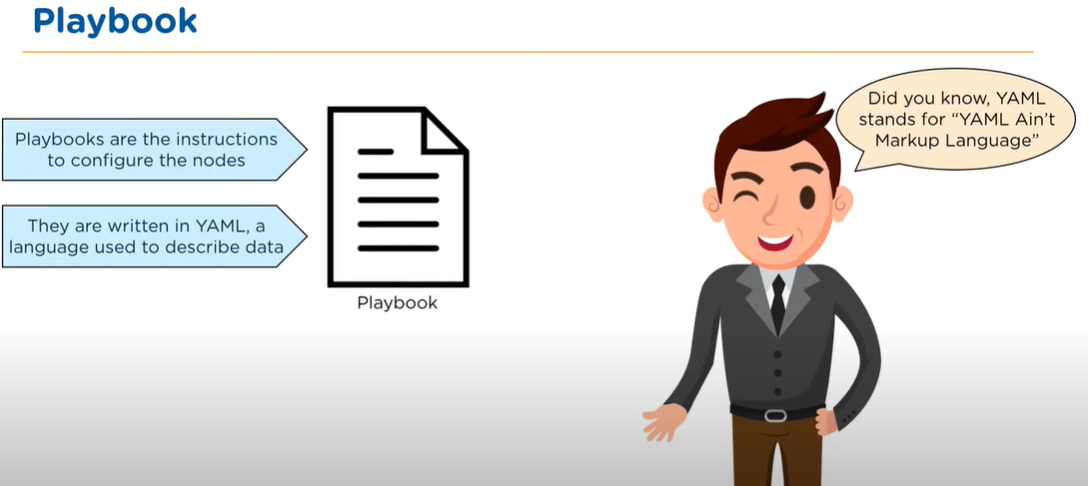 Playbook
Playbooks are the instructions
to configure the nodes
They are written in YAML, a
language used to describe data
Playbook
Did you know, YAML
stands for “YAML Ain’t
Markup Language”